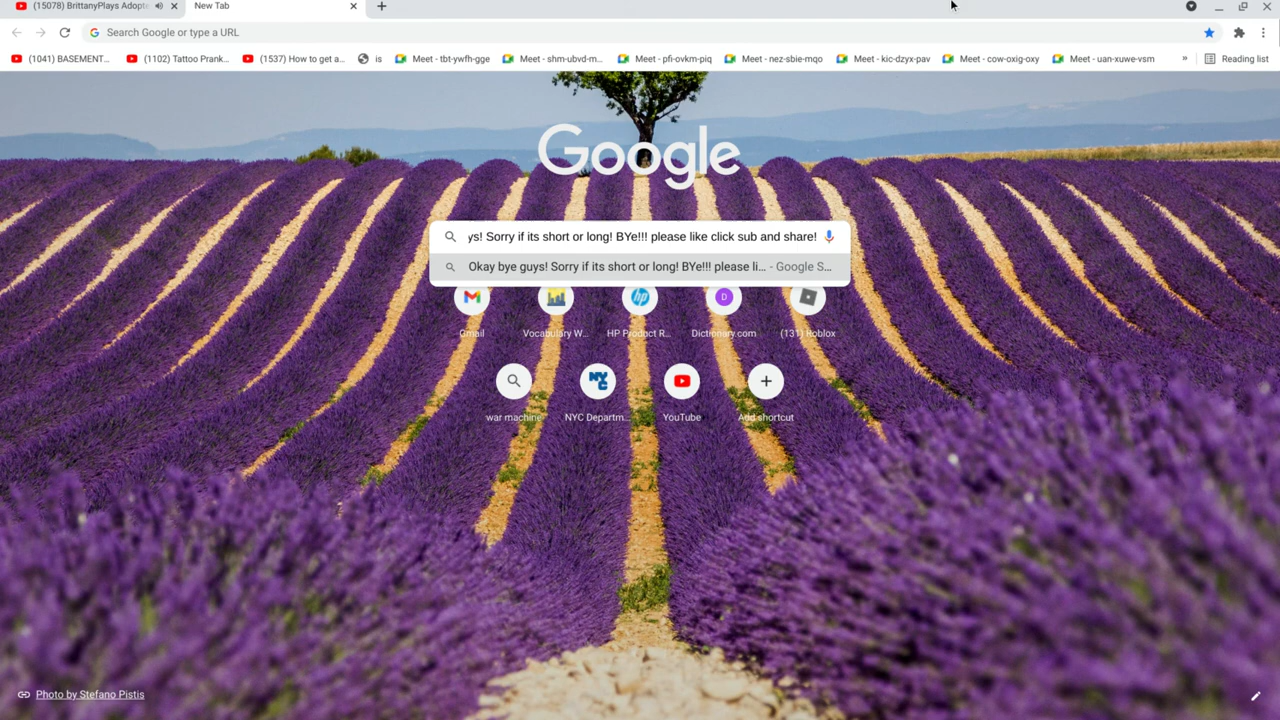 (15078) BrittanyPlays Adopt
New Tab
Search Google or type a URL
(1041) BASEMENT...
(1102) Tattoo Prank...
(1537) How to get a...
is
Meet - tbt-ywfh-gge
Meet - shm-ubvd-m...
Meet - pfi-ovkm-piq
Meet - nez-sbie-mqo
Meet - kic-dzyx-pav
Meet - cow-oxig-oxy
Meet - uan-xuwe-vsm
»
Reading list
Google
ys! Sorry if its short or long! BYe!!! please like click sub and share!
Okay bye guys! Sorry if its short or long! BYe!!! please li... - Google S...
Gmail
Vocabulary W...
HP Product R...
D
Dictionary.com
(131) Roblox
war machine
NYC
NYC Departm...
YouTube
Add shortcut
Photo by Stefano Pistis